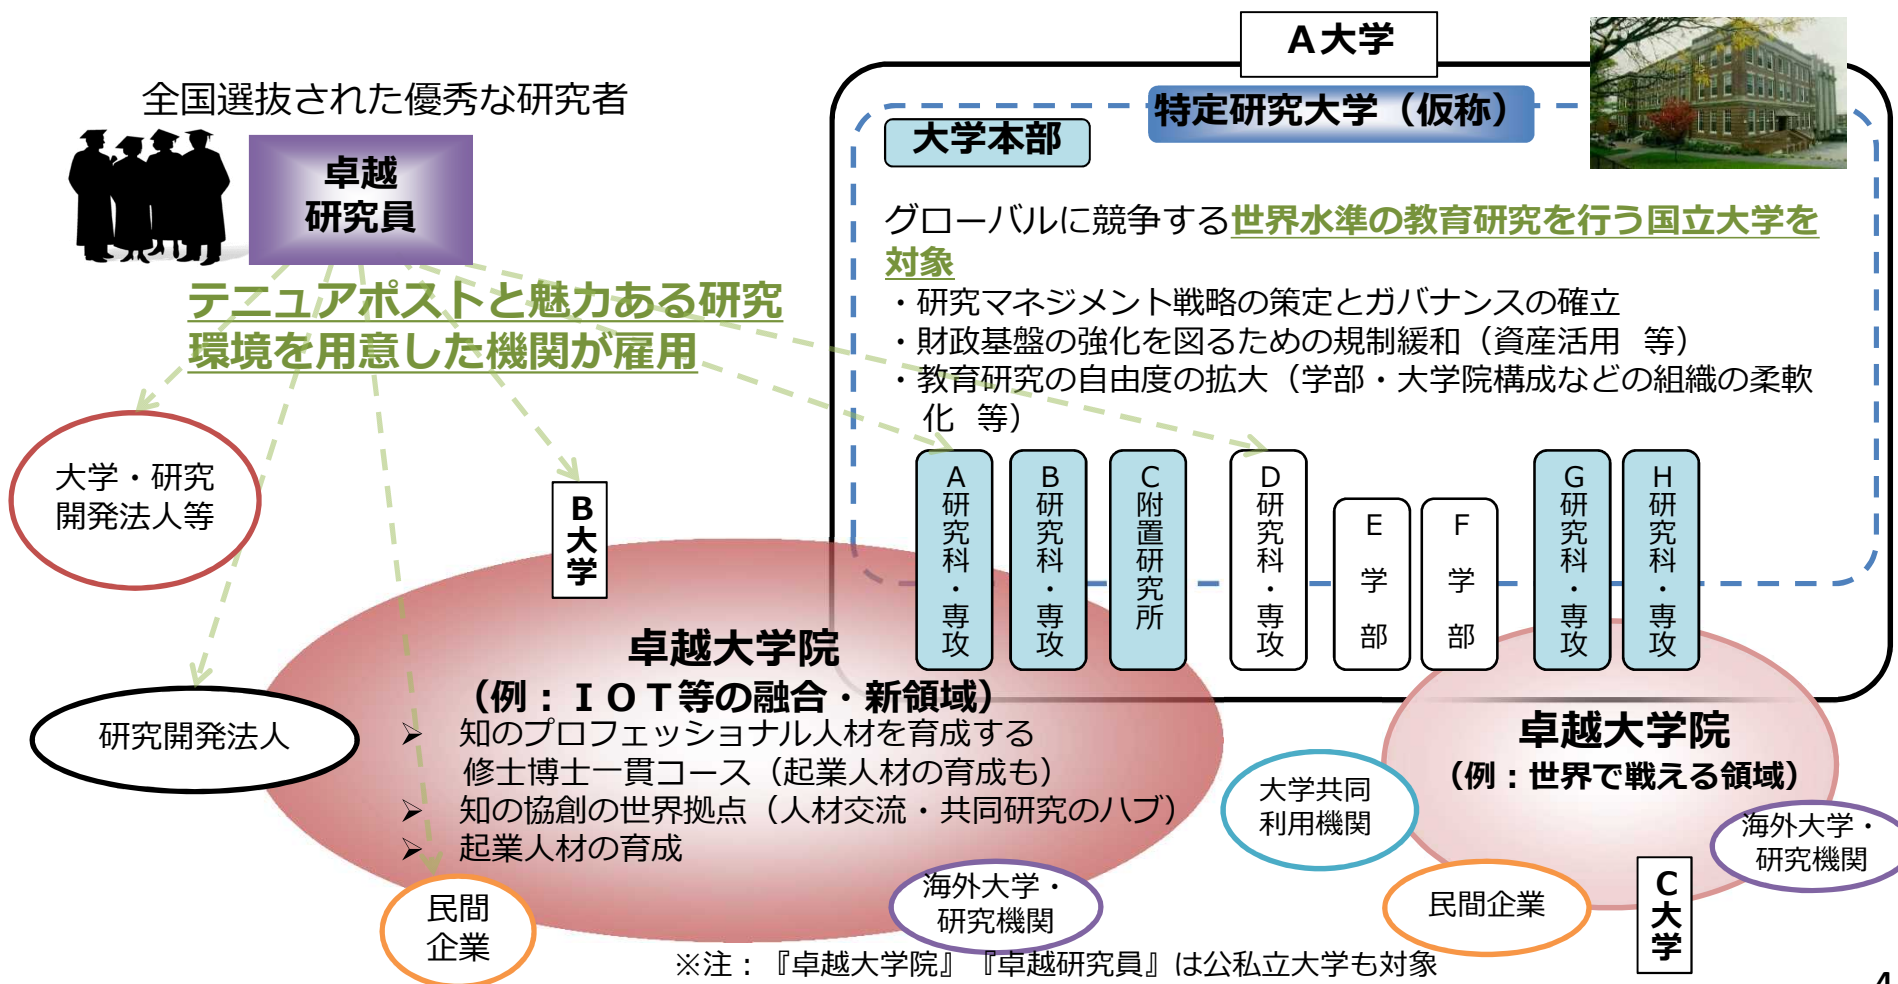 A大学
特定研究大学（仮称）
大学本部
全国選抜された優秀な研究者
卓越
研究員
テニュアポストと魅力ある研究
環境を用意した機関が雇用
グローバルに競争する世界水準の教育研究を行う国立大学を
対象
・研究マネジメント戦略の策定とガバナンスの確立
・財政基盤の強化を図るための規制緩和（資産活用 等）
・教育研究の自由度の拡大（学部・大学院構成などの組織の柔軟
化 等）
大学・研究
開発法人等
B大学
A研究科・専攻
B研究科・専攻
C附置研究所
D研究科・専攻
E学部
F学部
G研究科・専攻
H研究科・専攻
研究開発法人
卓越大学院
（例：ＩＯＴ等の融合・新領域）
➢ 知のプロフェッショナル人材を育成する
修士博士一貫コース（起業人材の育成も）
➢ 知の協創の世界拠点（人材交流・共同研究のハブ）
➢ 起業人材の育成
民間
企業
海外大学・
研究機関
卓越大学院
（例：世界で戦える領域）
大学共同
利用機関
海外大学・
研究機関
民間企業
C大学
※注：『卓越大学院』『卓越研究員』は公私立大学も対象
4